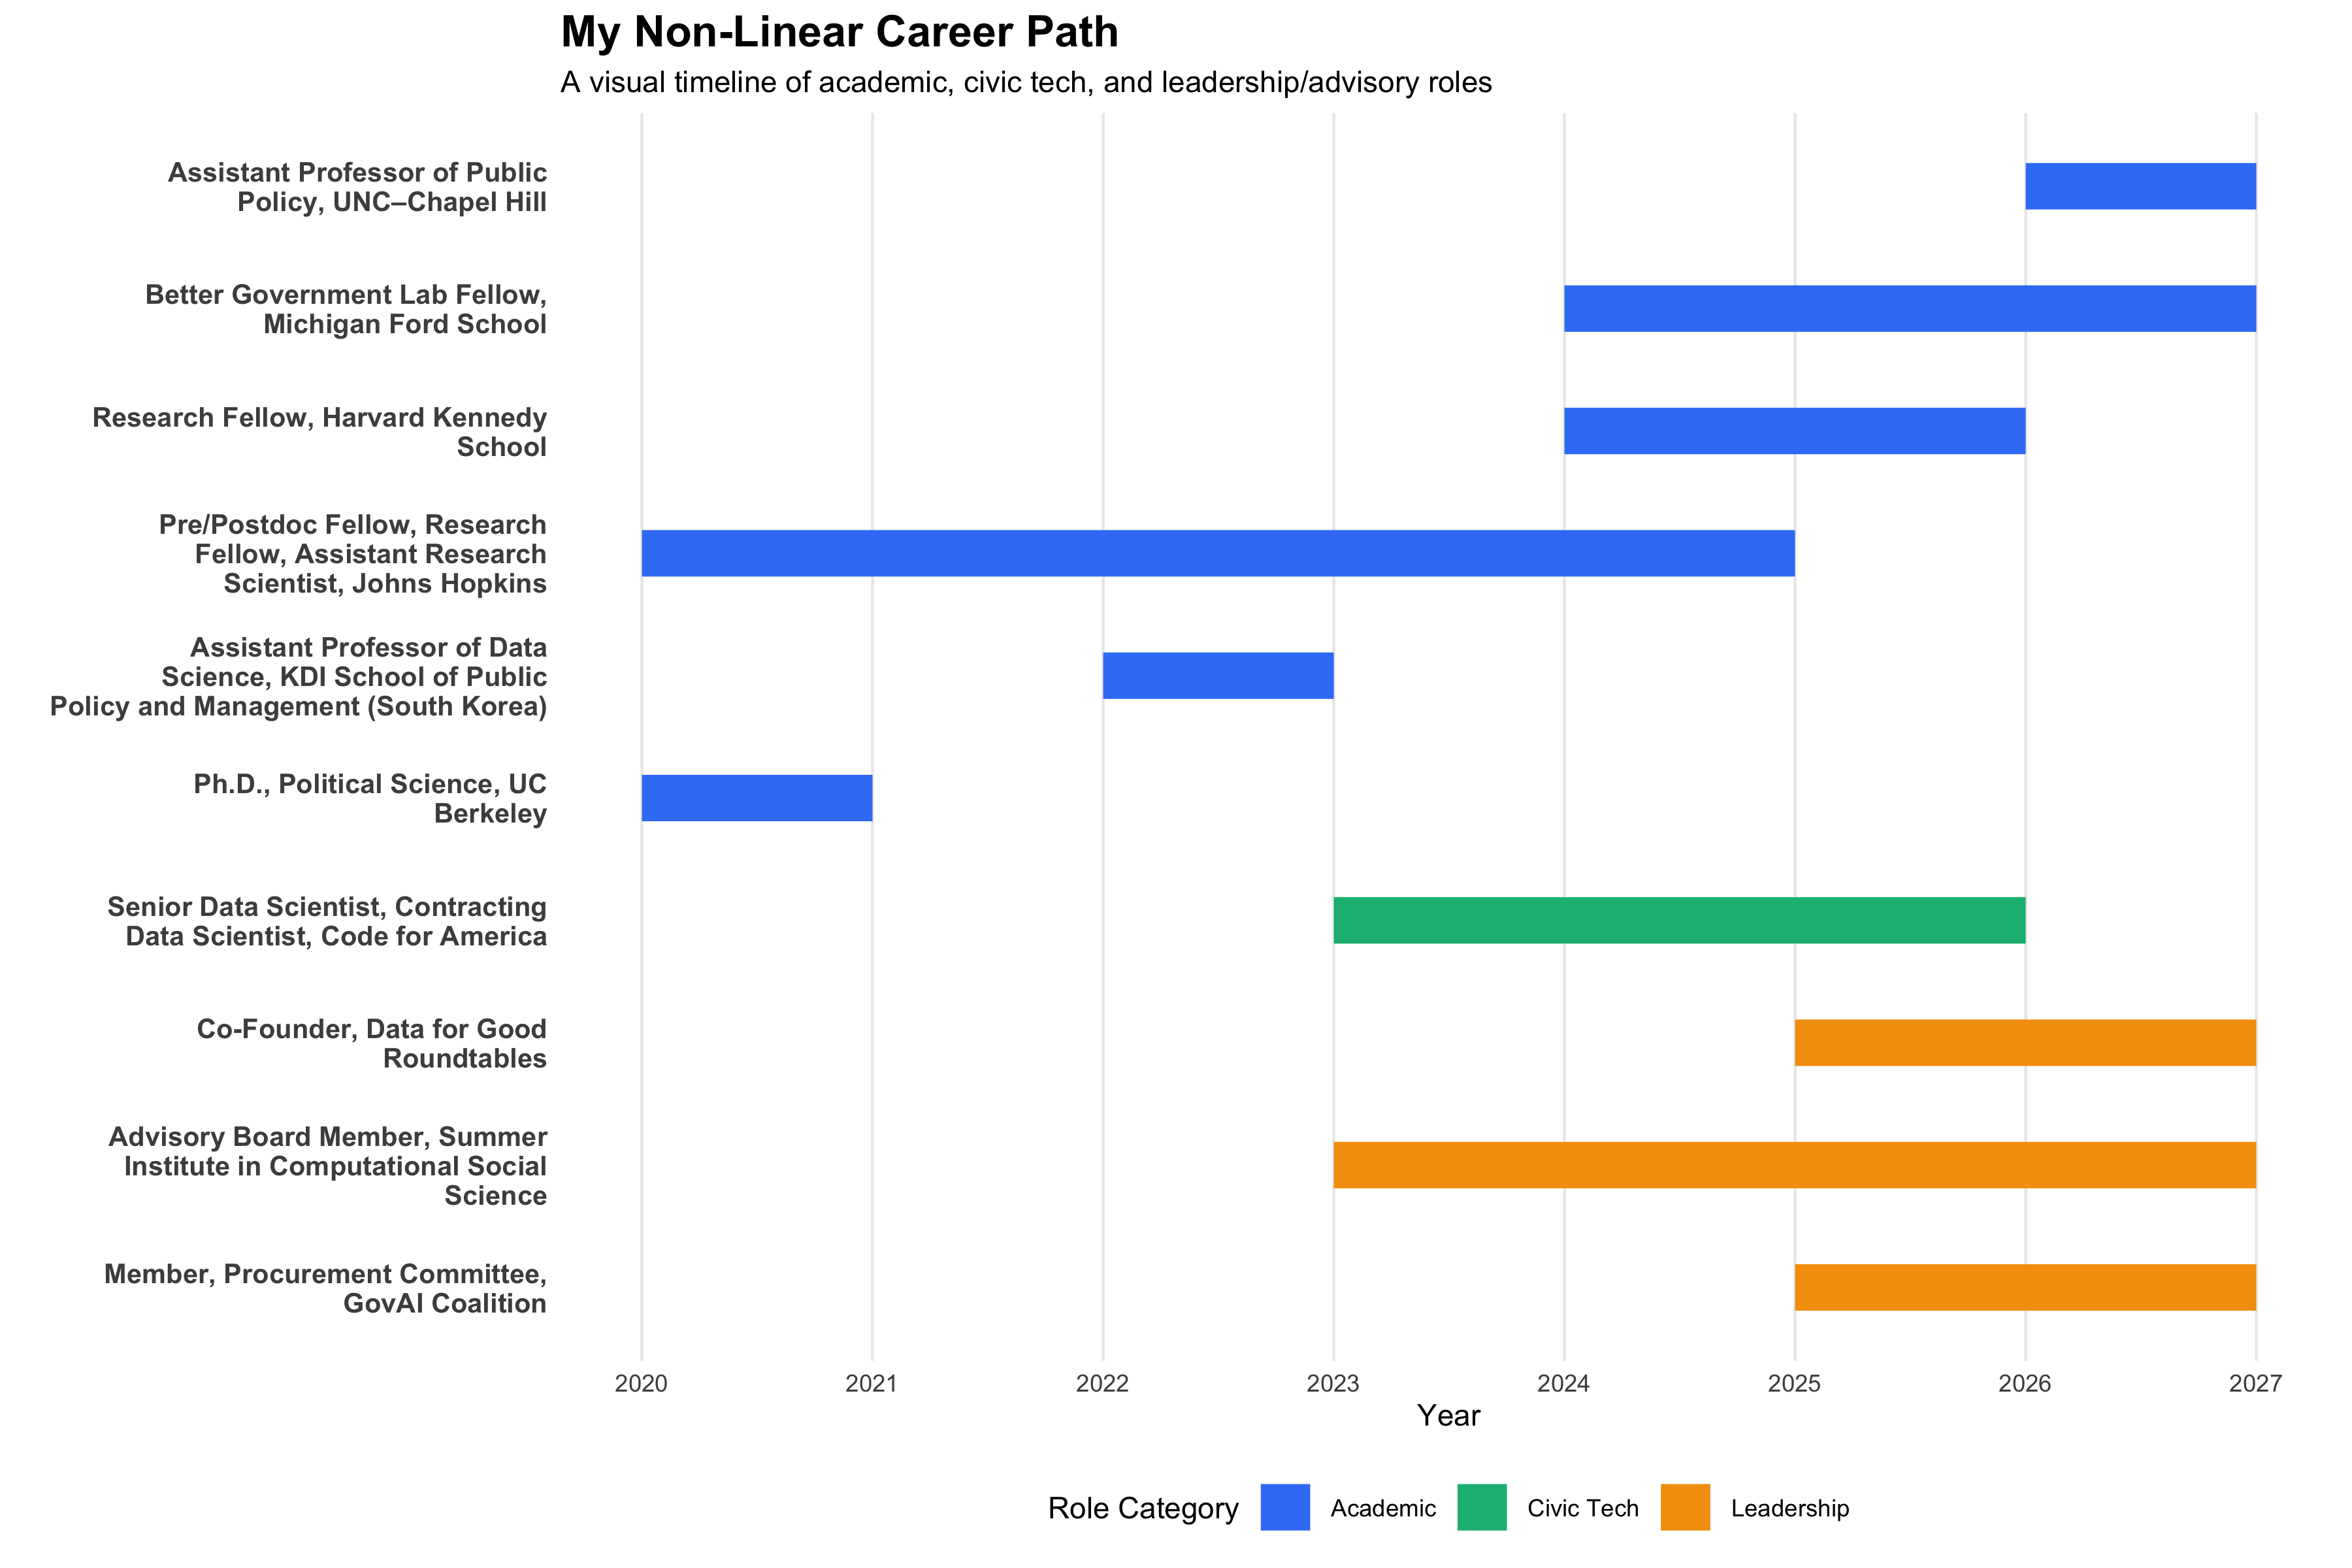 My Non-Linear Career Path
A visual timeline of academic, civic tech, and leadership/advisory roles
Assistant Professor of Public
Policy, UNC–Chapel Hill
Better Government Lab Fellow,
Michigan Ford School
Research Fellow, Harvard Kennedy
School
Pre/Postdoc Fellow, Research
Fellow, Assistant Research
Scientist, Johns Hopkins
Assistant Professor of Data
Science, KDI School of Public
Policy and Management (South Korea)
Ph.D., Political Science, UC
Berkeley
Senior Data Scientist, Contracting
Data Scientist, Code for America
Co-Founder, Data for Good
Roundtables
Advisory Board Member, Summer
Institute in Computational Social
Science
Member, Procurement Committee,
GovAI Coalition
2020 2021 2022 2023 2024 2025 2026 2027
Year
Role Category Academic Civic Tech Leadership